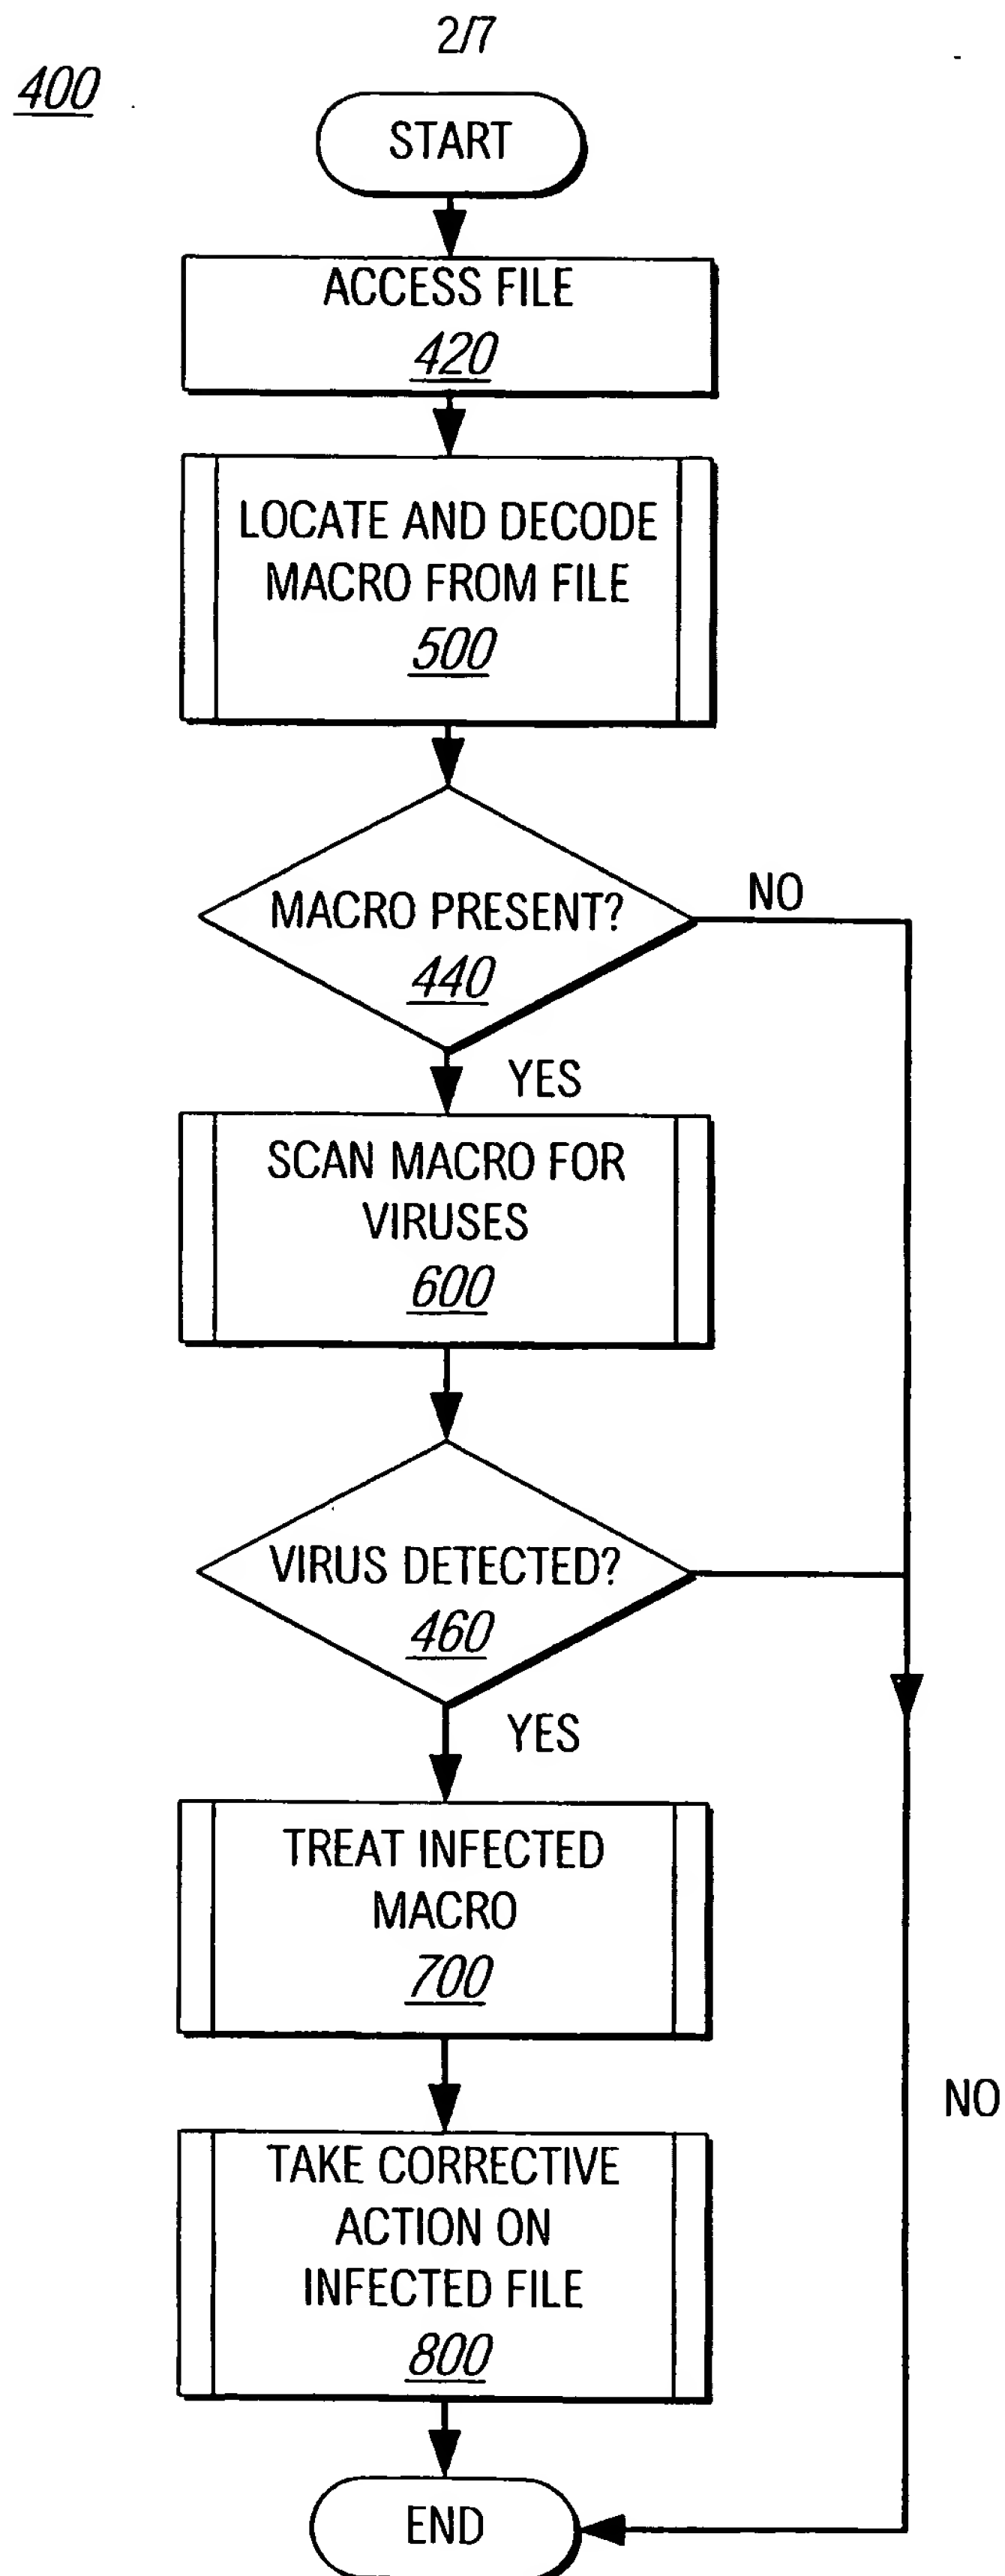 2/7
400
START
ACCESS FILE
420
LOCATE AND DECODE
MACRO FROM FILE
500
MACRO PRESENT?
440
NO
YES
SCAN MACRO FOR
VIRUSES
600
VIRUS DETECTED?
460
YES
TREAT INFECTED
MACRO
700
NO
TAKE CORRECTIVE
ACTION ON
INFECTED FILE
800
END